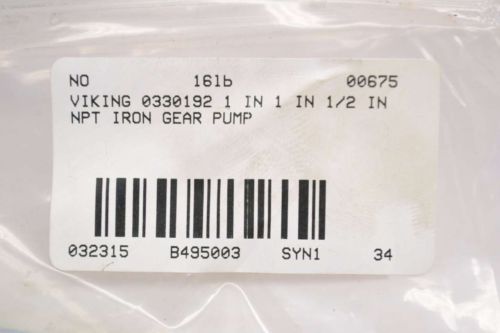 NO 16lb 00675
VIKING 0330192 1 IN 1 IN 1/2 IN
NPT IRON GEAR PUMP
032315 B495003 SYN1 34